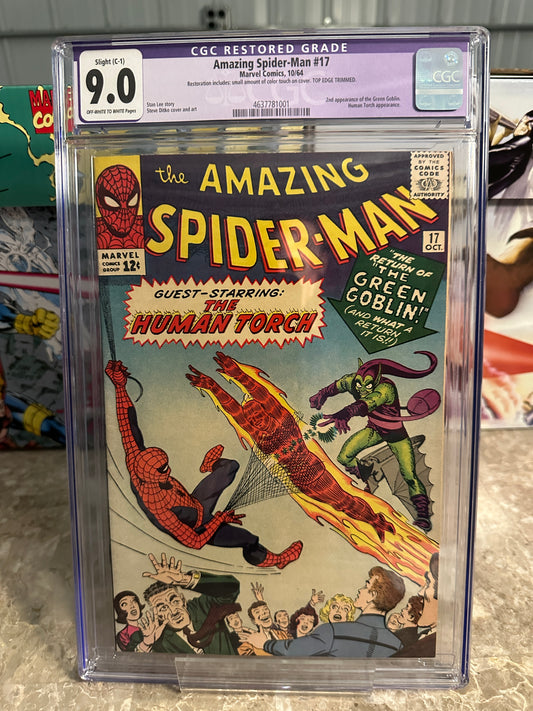 CGC RESTORED GRADE
Slight (C-1)
9.0
OFF-WHITE TO WHITE Pages
Amazing Spider-Man #17
Marvel Comics, 10/64
Restoration includes: small amount of color touch on cover. TOP EDGE TRIMMED.
Stan Lee story
Steve Ditko cover and art
4637781001
2nd appearance of the Green Goblin.
Human Torch appearance.
CGC
the AMAZING
SPIDER-MAN
APPROVED
BY THE
COMICS
CODE
AUTHORITY
MARVEL
COMICS
GROUP
12¢
17
OCT.
GUEST-STARRING:
THE
HUMAN TORCH
"THE
RETURN OF
"THE
GREEN
GOBLIN!"
(AND WHAT A
RETURN
IT IS!!)